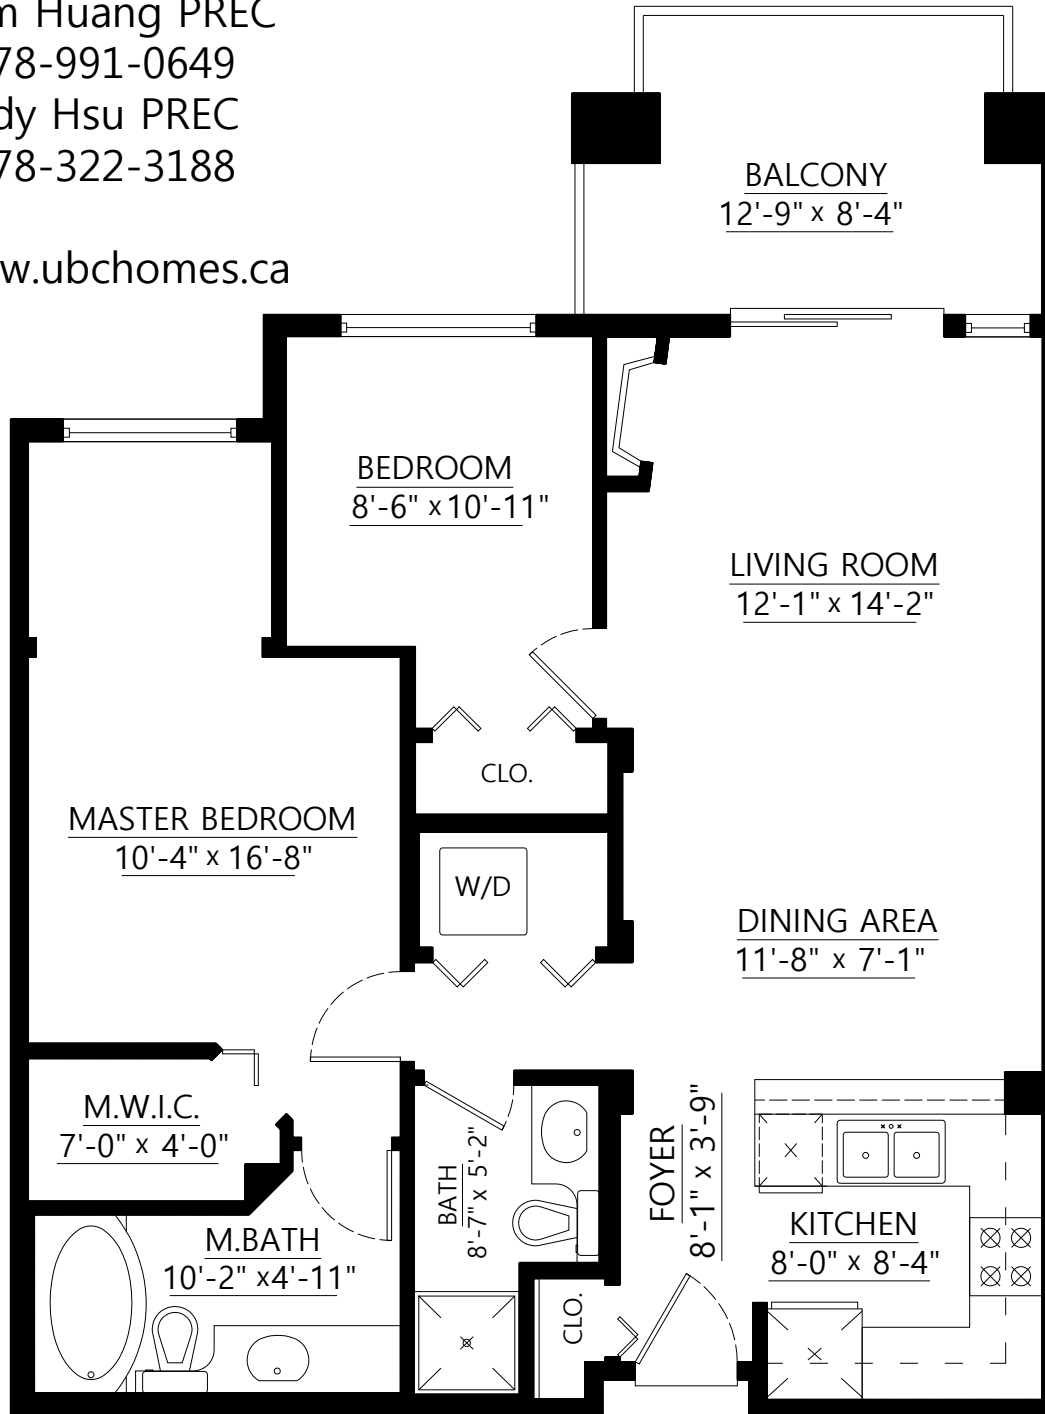 m Huang PREC
78-991-0649
dy Hsu PREC
78-322-3188
w.ubchomes.ca
BALCONY
12'-9" x 8'-4"
BEDROOM
8'-6" x 10'-11"
LIVING ROOM
12'-1" x 14'-2"
CLO.
MASTER BEDROOM
10'-4" x 16'-8"
W/D
DINING AREA
11'-8" x 7'-1"
M.W.I.C.
7'-0" x 4'-0"
BATH
8'-7" x 5'-2"
FOYER
8'-1" x 3'-9"
KITCHEN
8'-0" x 8'-4"
M.BATH
10'-2" x4'-11"
CLO.